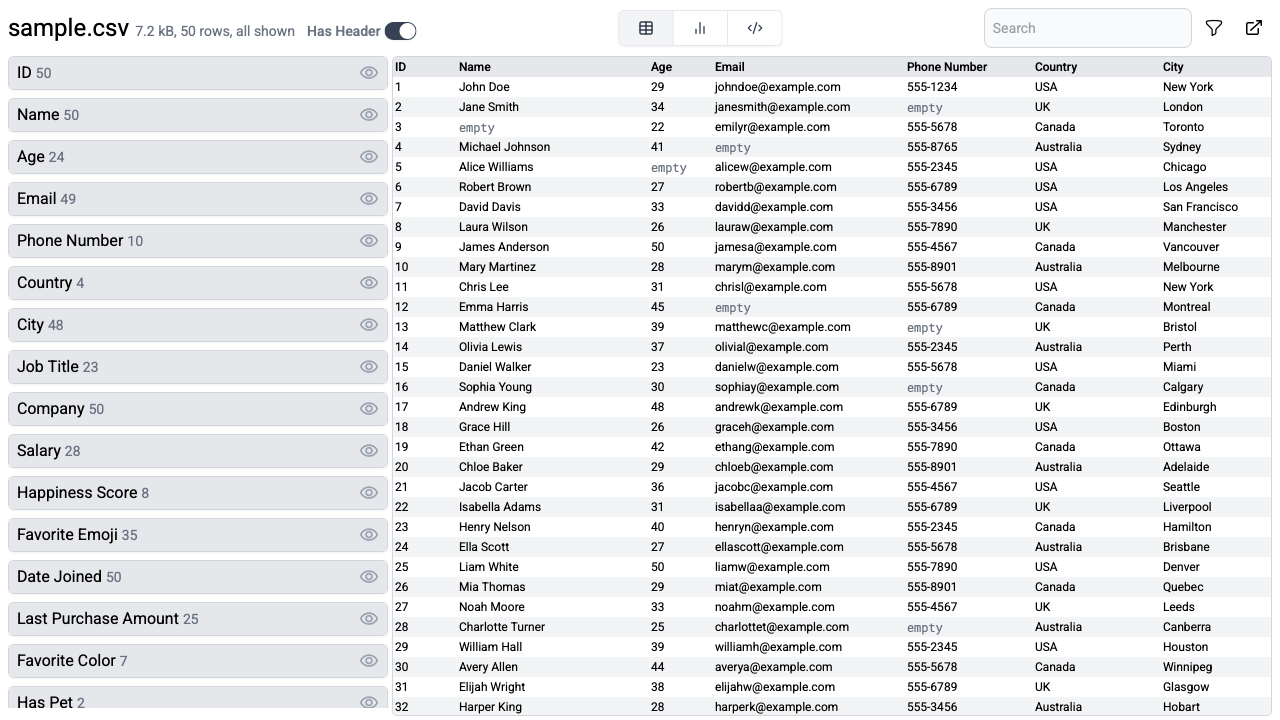 sample.csv 7.2 kB, 50 rows, all shown Has Header
Search
ID 50
Name 50
Age 24
Email 49
Phone Number 10
Country 4
City 48
Job Title 23
Company 50
Salary 28
Happiness Score 8
Favorite Emoji 35
Date Joined 50
Last Purchase Amount 25
Favorite Color 7
Has Pet 2
ID Name Age Email Phone Number Country City
1 John Doe 29 johndoe@example.com 555-1234 USA New York
2 Jane Smith 34 janesmith@example.com empty UK London
3 empty 22 emilyr@example.com 555-5678 Canada Toronto
4 Michael Johnson 41 empty 555-8765 Australia Sydney
5 Alice Williams empty alicew@example.com 555-2345 USA Chicago
6 Robert Brown 27 robertb@example.com 555-6789 USA Los Angeles
7 David Davis 33 davidd@example.com 555-3456 USA San Francisco
8 Laura Wilson 26 lauraw@example.com 555-7890 UK Manchester
9 James Anderson 50 jamesa@example.com 555-4567 Canada Vancouver
10 Mary Martinez 28 marym@example.com 555-8901 Australia Melbourne
11 Chris Lee 31 chrisl@example.com 555-5678 USA New York
12 Emma Harris 45 empty 555-6789 Canada Montreal
13 Matthew Clark 39 matthewc@example.com empty UK Bristol
14 Olivia Lewis 37 olivial@example.com 555-2345 Australia Perth
15 Daniel Walker 23 danielw@example.com 555-5678 USA Miami
16 Sophia Young 30 sophiay@example.com empty Canada Calgary
17 Andrew King 48 andrewk@example.com 555-6789 UK Edinburgh
18 Grace Hill 26 graceh@example.com 555-3456 USA Boston
19 Ethan Green 42 ethang@example.com 555-7890 Canada Ottawa
20 Chloe Baker 29 chloeb@example.com 555-8901 Australia Adelaide
21 Jacob Carter 36 jacobc@example.com 555-4567 USA Seattle
22 Isabella Adams 31 isabellaa@example.com 555-6789 UK Liverpool
23 Henry Nelson 40 henryn@example.com 555-2345 Canada Hamilton
24 Ella Scott 27 ellascott@example.com 555-5678 Australia Brisbane
25 Liam White 50 liamw@example.com 555-7890 USA Denver
26 Mia Thomas 29 miat@example.com 555-8901 Canada Quebec
27 Noah Moore 33 noahm@example.com 555-4567 UK Leeds
28 Charlotte Turner 25 charlottet@example.com empty Australia Canberra
29 William Hall 39 williamh@example.com 555-2345 USA Houston
30 Avery Allen 44 averya@example.com 555-5678 Canada Winnipeg
31 Elijah Wright 38 elijahw@example.com 555-6789 UK Glasgow
32 Harper King 28 harperk@example.com 555-3456 Australia Hobart